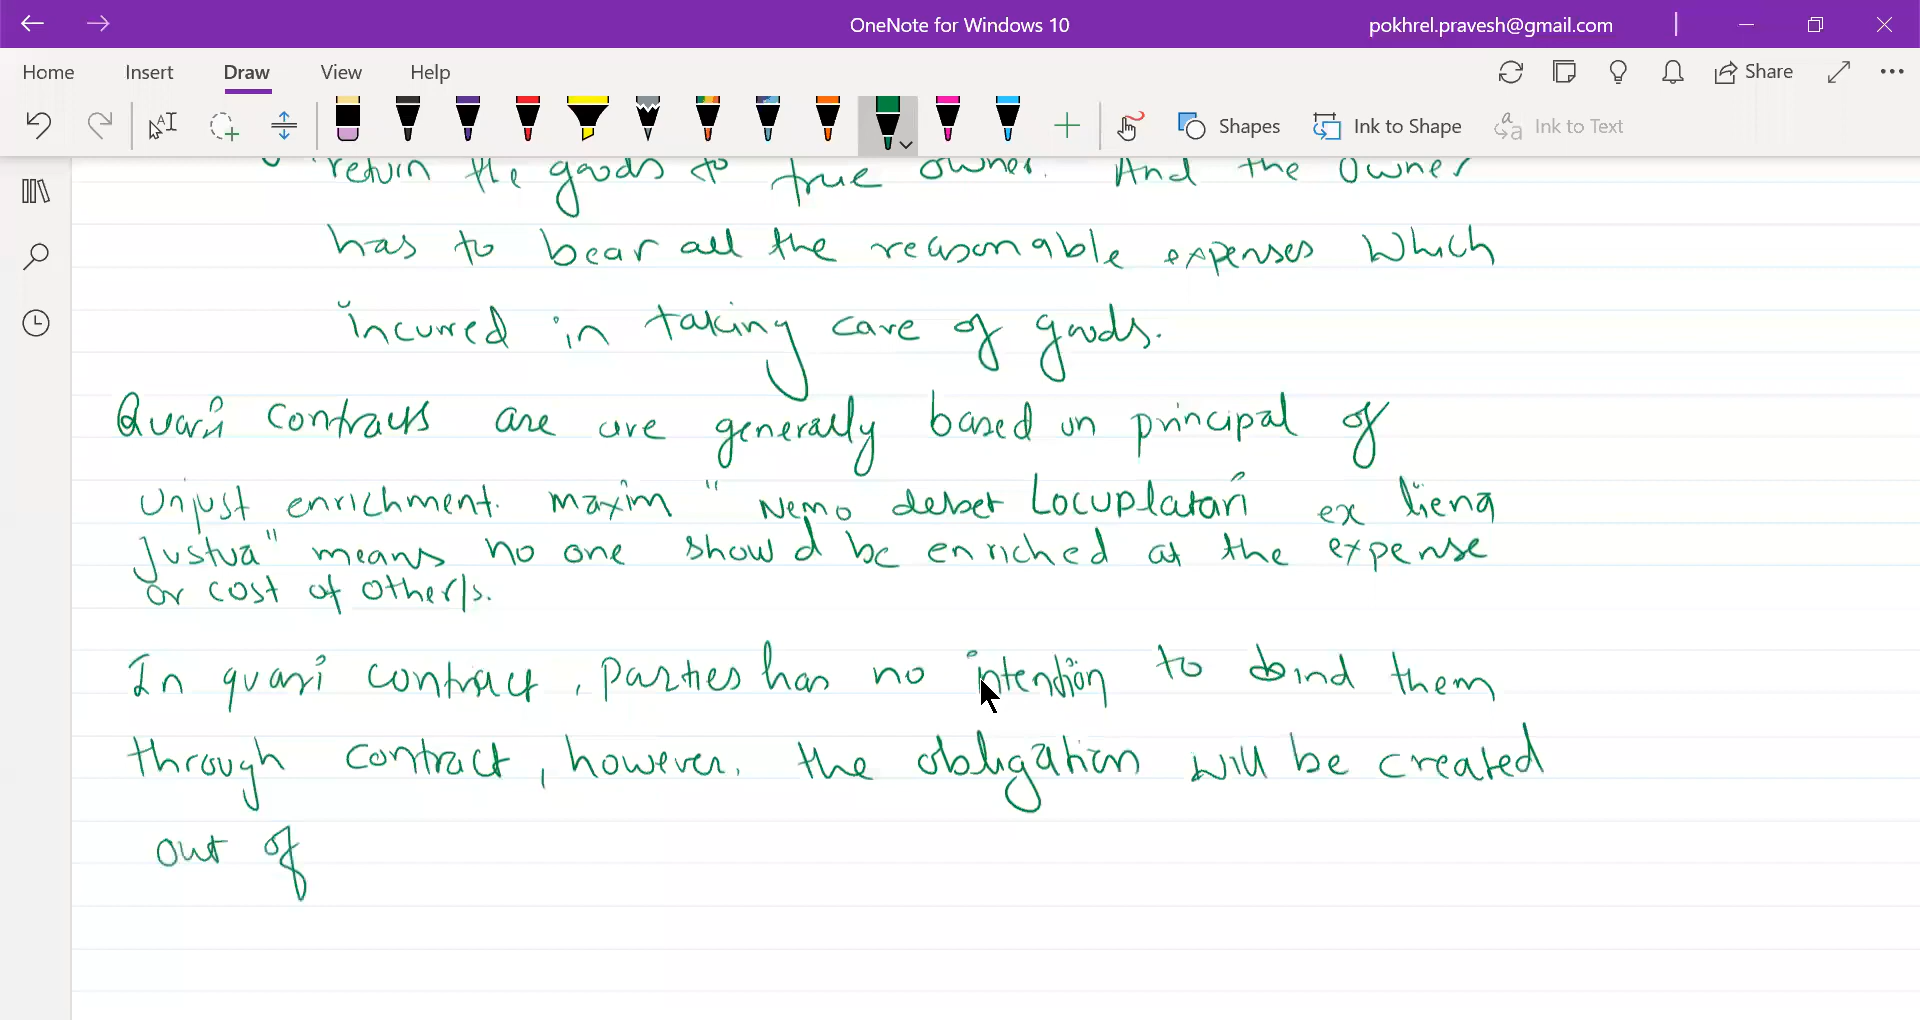 OneNote for Windows 10
pokhrel.pravesh@gmail.com
Home Insert Draw View Help
Share
Shapes Ink to Shape Ink to Text
return the goods to true owner. And the Owner
has to bear all the reasonable expenses which
incurred in taking care of goods.
Quasi contracts are are generally based on principal of
Unjust enrichment. maxim " Nemo debet Locuplatari ex liena
Justua" means no one should be enriched at the expense
or cost of other/s.
In quasi contract, parties has no intention to bind them
through contract, however, the obligation will be created
out of